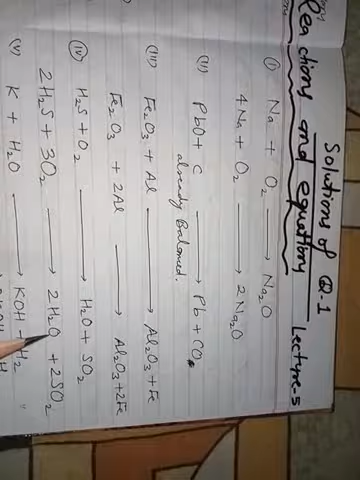 Solutions of Q.1
Reactions and equations Lecture-5
(i) Na + O₂ ⟶ Na₂O
4Na + O₂ ⟶ 2Na₂O
(ii) PbO + C ⟶ Pb + CO
already Balanced.
(iii) Fe₂O₃ + Al ⟶ Al₂O₃ + Fe
Fe₂O₃ + 2Al ⟶ Al₂O₃ + 2Fe
(iv) H₂S + O₂ ⟶ H₂O + SO₂
2H₂S + 3O₂ ⟶ 2H₂O + 2SO₂
(v) K + H₂O ⟶ KOH + H₂